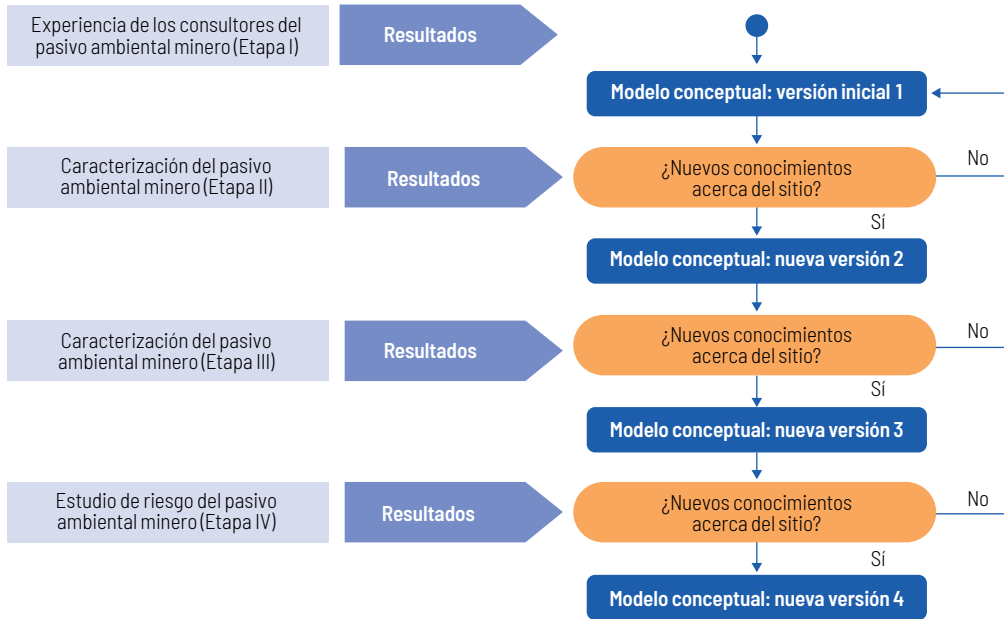 Experiencia de los consultores del
pasivo ambiental minero (Etapa I)
Resultados
Modelo conceptual: versión inicial 1
Caracterización del pasivo
ambiental minero (Etapa II)
Resultados
¿Nuevos conocimientos
acerca del sitio?
No
Sí
Modelo conceptual: nueva versión 2
Caracterización del pasivo
ambiental minero (Etapa III)
Resultados
¿Nuevos conocimientos
acerca del sitio?
No
Sí
Modelo conceptual: nueva versión 3
Estudio de riesgo del pasivo
ambiental minero (Etapa IV)
Resultados
¿Nuevos conocimientos
acerca del sitio?
No
Sí
Modelo conceptual: nueva versión 4